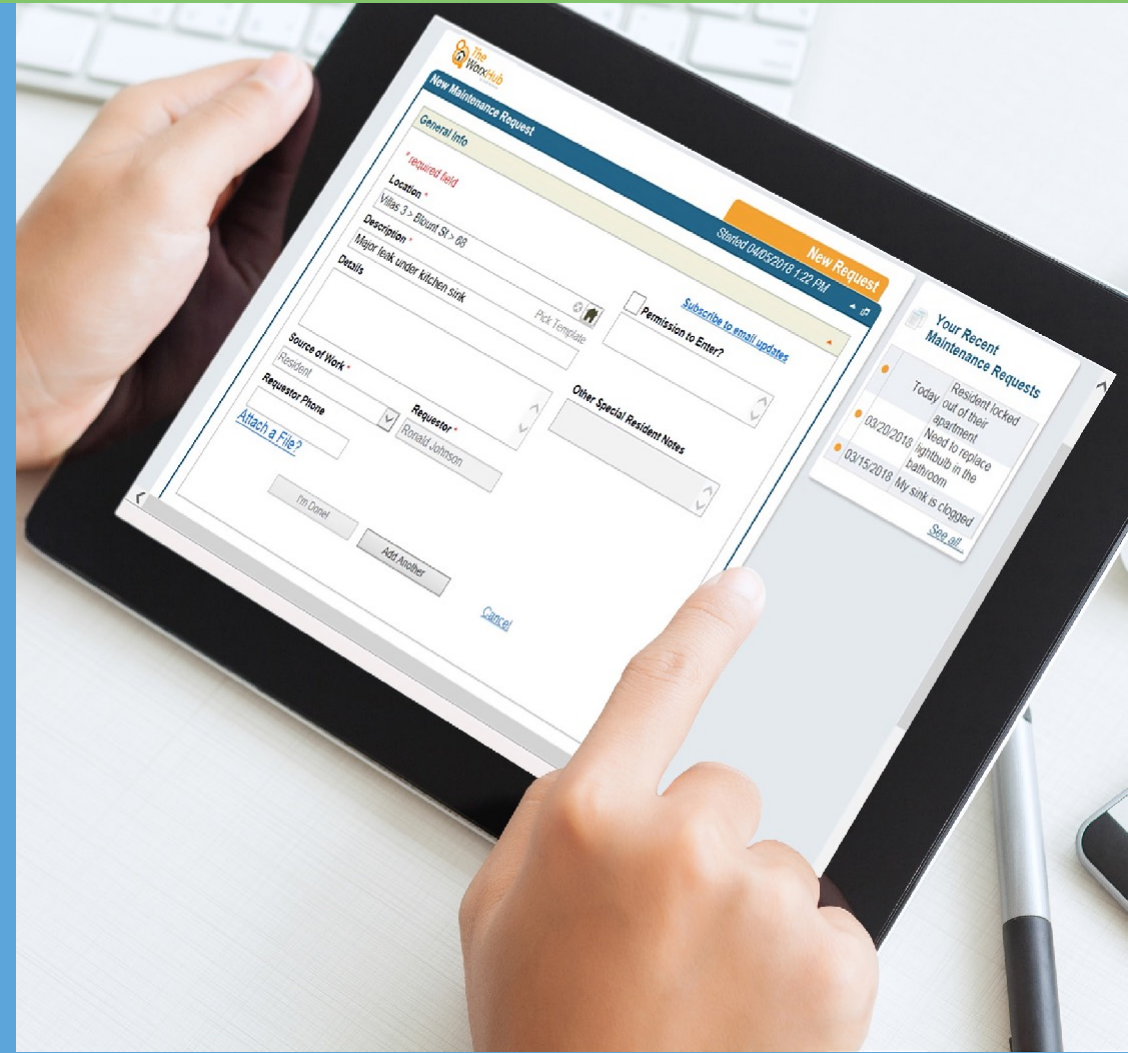 The
WorxHub
New Maintenance Request
New Request
Started 04/05/2018 1:22 PM
General Info
* required field
Subscribe to email updates
Location *
Villas 3 > Blount St > 68
Permission to Enter?
Description *
Pick Template
Major leak under kitchen sink
Details
Other Special Resident Notes
Source of Work *
Resident
Requestor *
Ronald Johnson
Requestor Phone
Attach a File?
I'm Done!
Add Another
Cancel
Your Recent
Maintenance Requests
Today Resident locked
out of their
apartment
03/20/2018 Need to replace
lightbulb in the
bathroom
03/15/2018 My sink is clogged
See all...